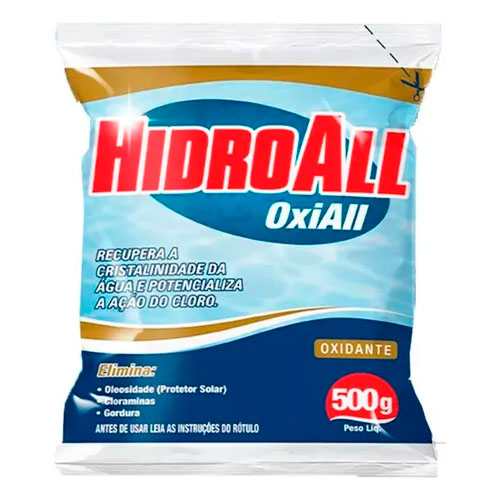 HIDROALL
OxiAll
RECUPERA A
CRISTALINIDADE DA
ÁGUA E POTENCIALIZA
A AÇÃO DO CLORO.
OXIDANTE
Elimina:
• Oleosidade (Protetor Solar)
• Cloraminas
• Gordura
500g
Peso Líq.
ANTES DE USAR LEIA AS INSTRUÇÕES DO RÓTULO